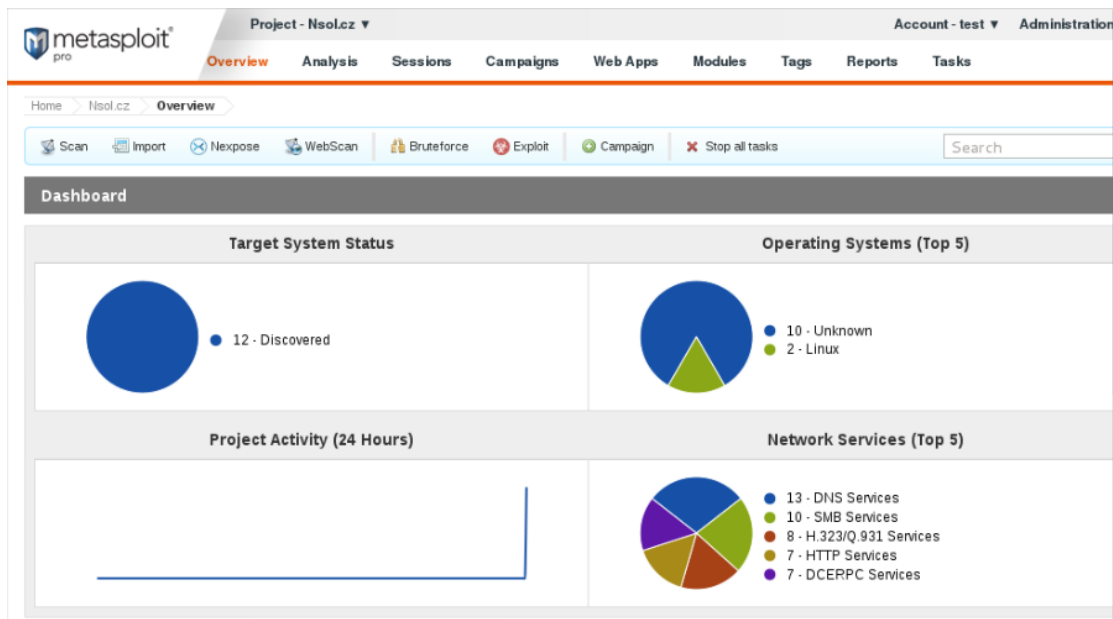 Project - Nsol.cz ▼ Account - test ▼ Administration
metasploit®
pro
Overview Analysis Sessions Campaigns Web Apps Modules Tags Reports Tasks
Home Nsol.cz Overview
Scan Import Nexpose WebScan Bruteforce Exploit Campaign Stop all tasks Search
Dashboard
Target System Status
12 - Discovered
Operating Systems (Top 5)
10 - Unknown
2 - Linux
Project Activity (24 Hours)
Network Services (Top 5)
13 - DNS Services
10 - SMB Services
8 - H.323/Q.931 Services
7 - HTTP Services
7 - DCERPC Services